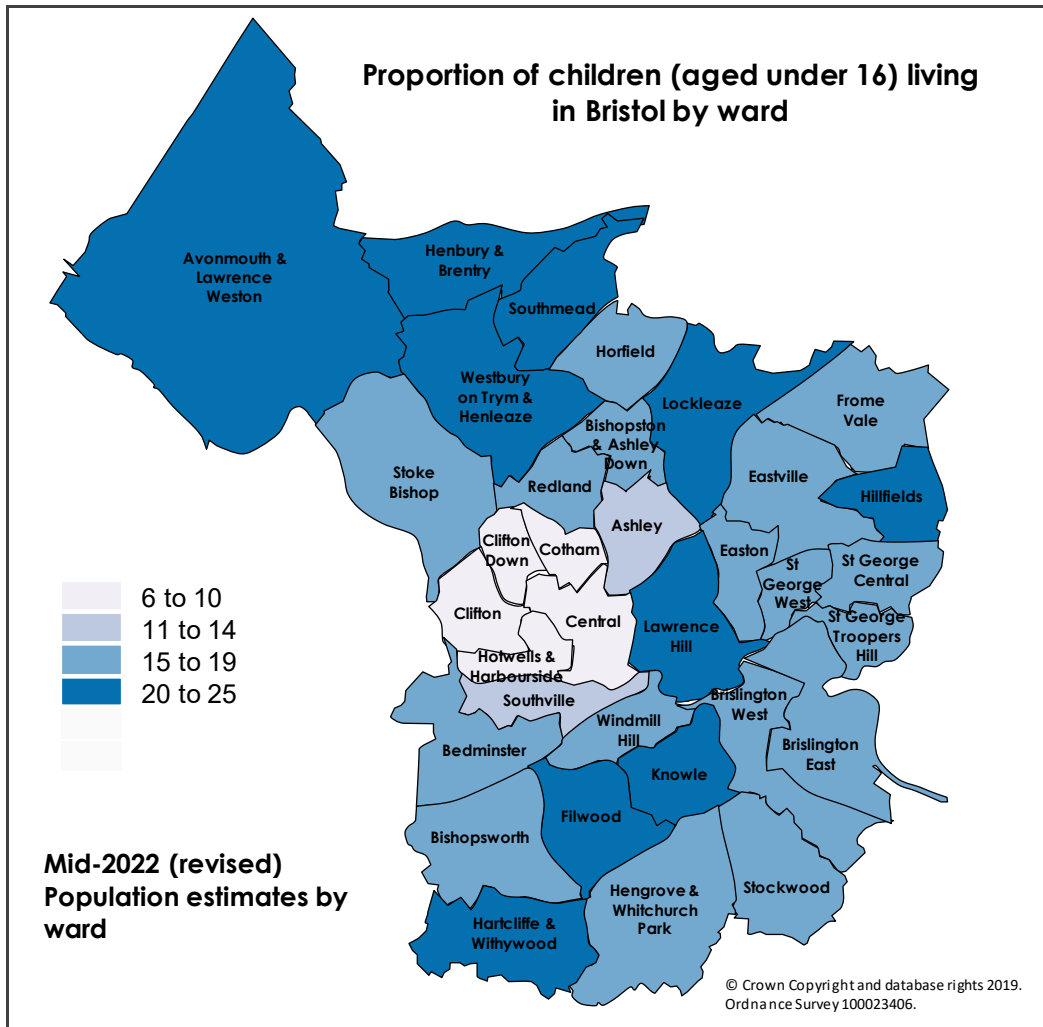 Proportion of children (aged under 16) living
in Bristol by ward
Avonmouth &
Lawrence
Weston
Henbury &
Brentry
Southmead
Horfield
Westbury
on Trym &
Henleaze
Lockleaze
Frome
Vale
Bishopston
& Ashley
Down
Stoke
Bishop
Redland
Eastville
Hillfields
Ashley
Clifton
Down
Cotham
Easton
St
George
West
St George
Central
Clifton
Central
Lawrence
Hill
St George
Troopers
Hill
Hotwells &
Harbourside
Southville
Windmill
Hill
Brislington
West
Bedminster
Brislington
East
Knowle
Filwood
Bishopsworth
Hengrove &
Whitchurch
Park
Stockwood
Hartcliffe &
Withywood
6 to 10
11 to 14
15 to 19
20 to 25
Mid-2022 (revised)
Population estimates by
ward
© Crown Copyright and database rights 2019.
Ordnance Survey 100023406.